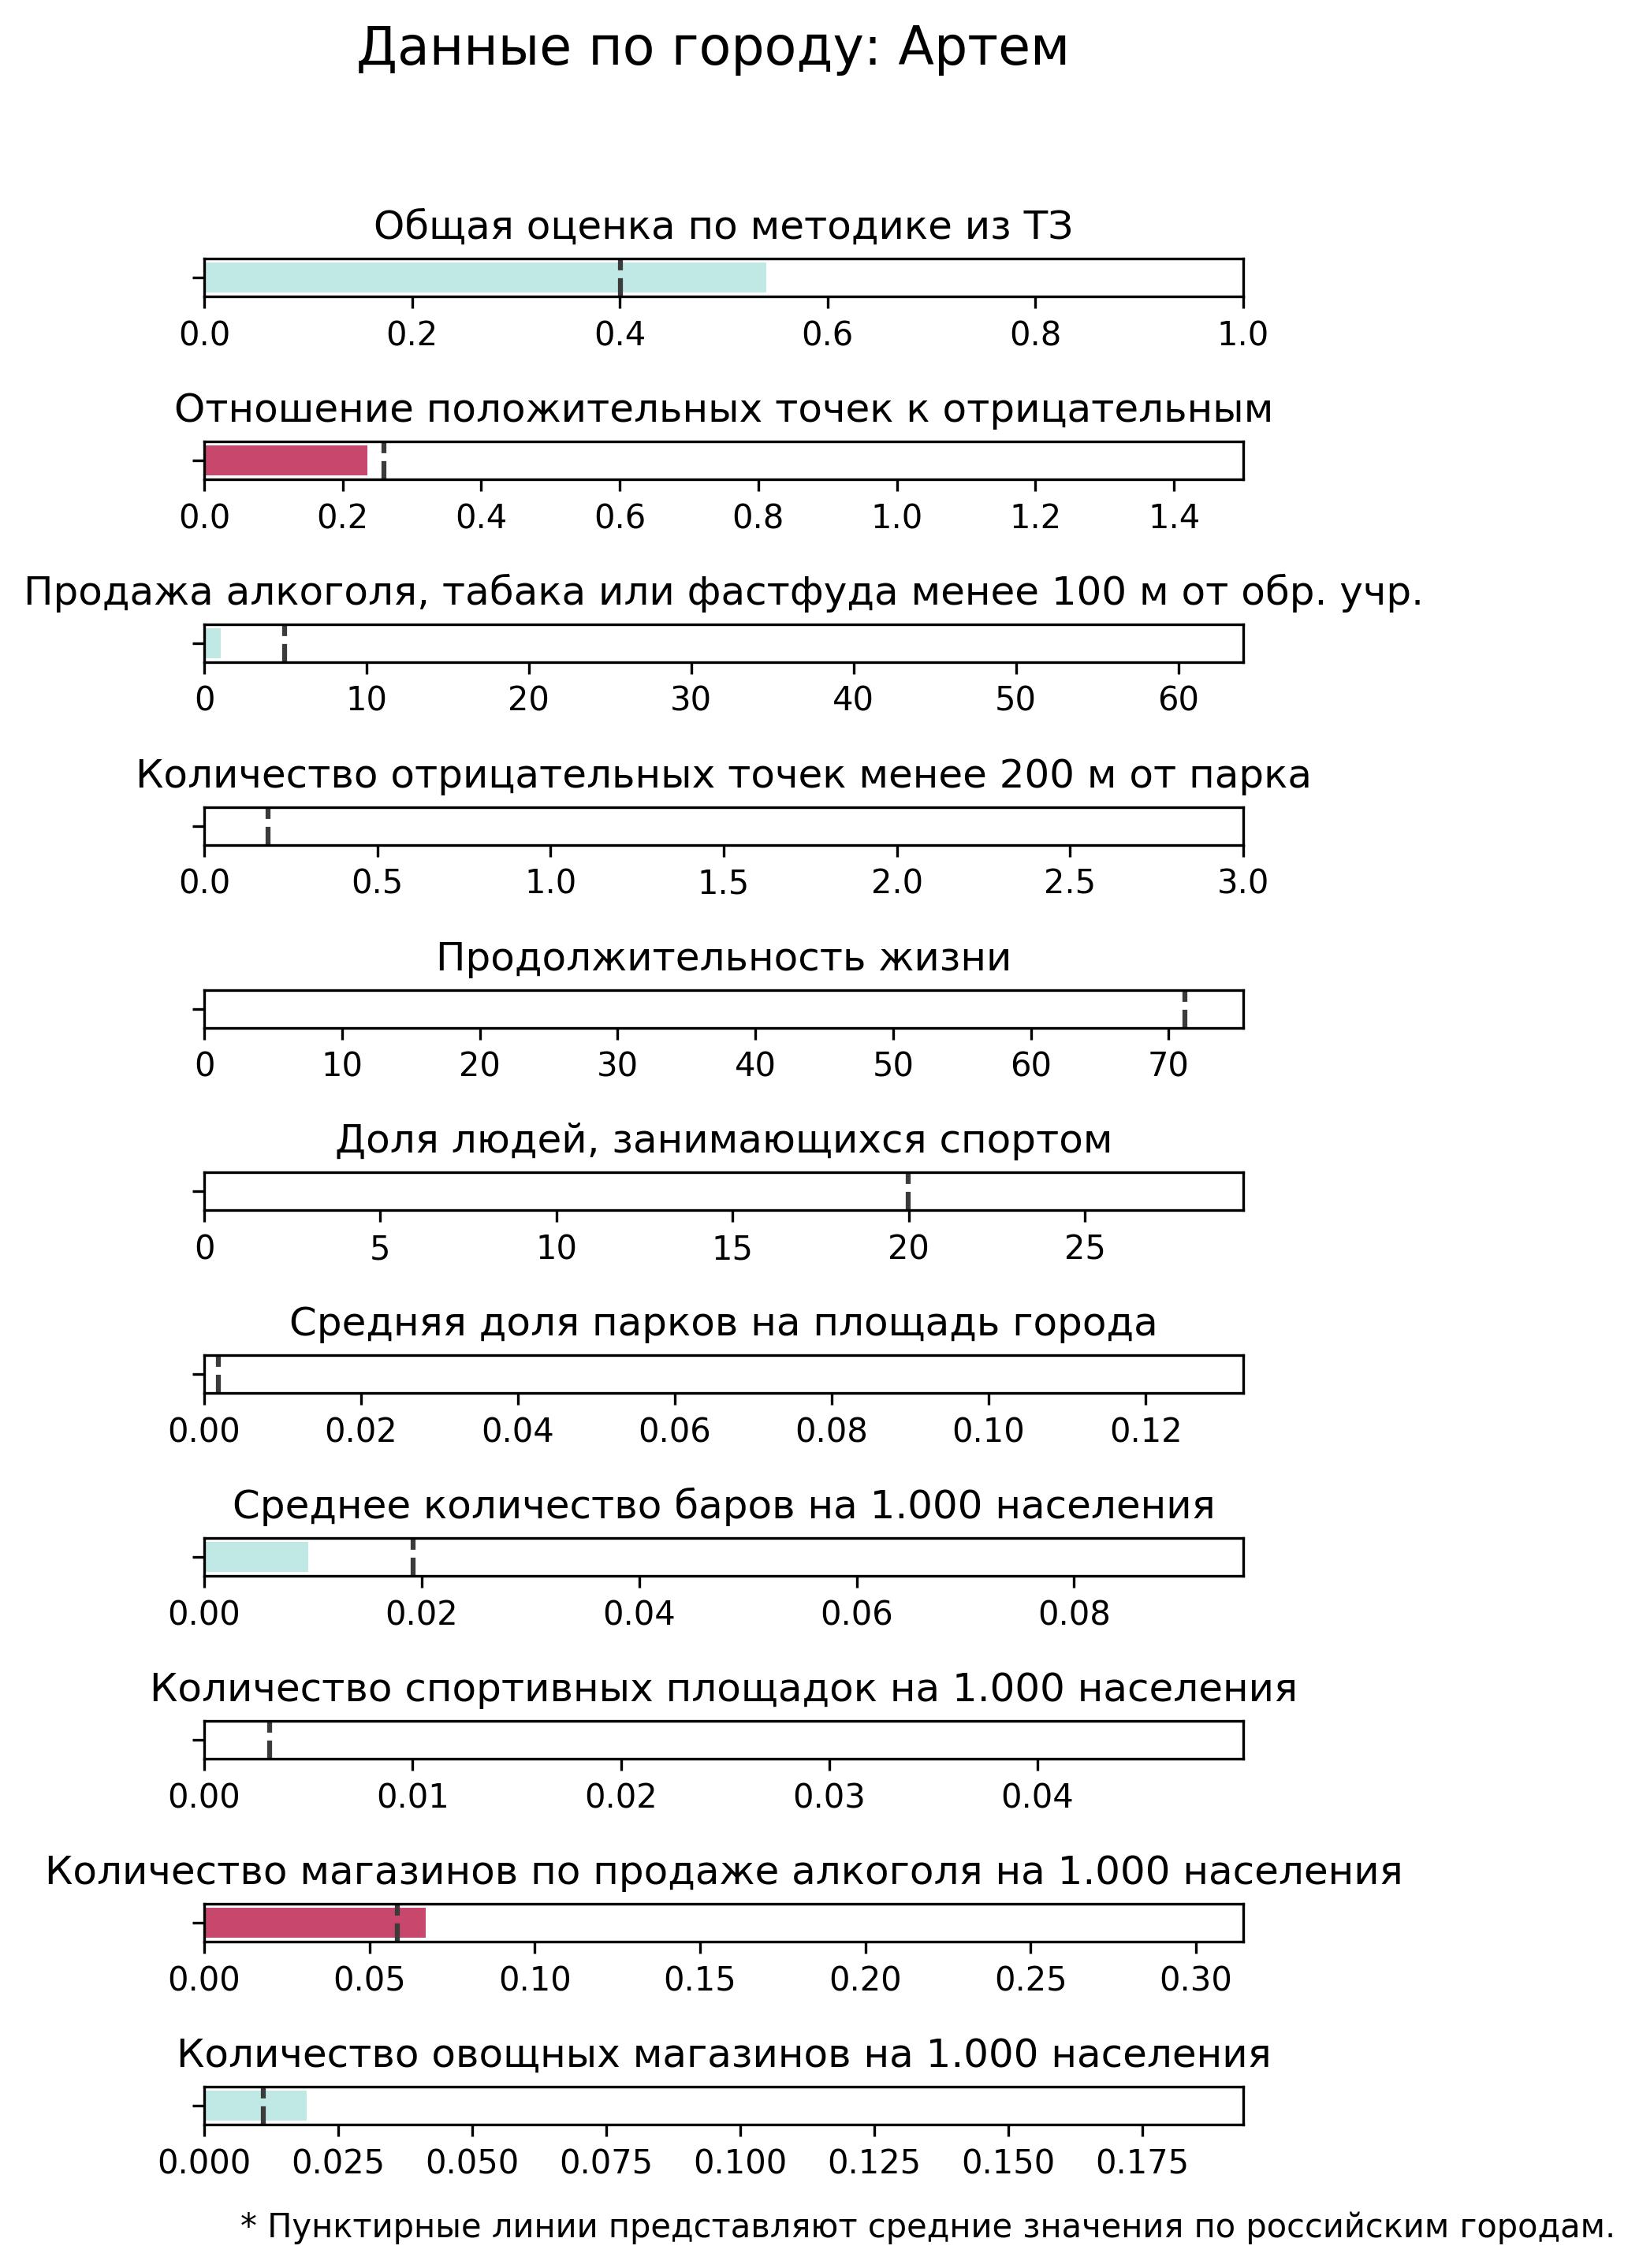 Данные по городу: Артем
Общая оценка по методике из ТЗ
0.0 0.2 0.4 0.6 0.8 1.0
Отношение положительных точек к отрицательным
0.0 0.2 0.4 0.6 0.8 1.0 1.2 1.4
Продажа алкоголя, табака или фастфуда менее 100 м от обр. учр.
0 10 20 30 40 50 60
Количество отрицательных точек менее 200 м от парка
0.0 0.5 1.0 1.5 2.0 2.5 3.0
Продолжительность жизни
0 10 20 30 40 50 60 70
Доля людей, занимающихся спортом
0 5 10 15 20 25
Средняя доля парков на площадь города
0.00 0.02 0.04 0.06 0.08 0.10 0.12
Среднее количество баров на 1.000 населения
0.00 0.02 0.04 0.06 0.08
Количество спортивных площадок на 1.000 населения
0.00 0.01 0.02 0.03 0.04
Количество магазинов по продаже алкоголя на 1.000 населения
0.00 0.05 0.10 0.15 0.20 0.25 0.30
Количество овощных магазинов на 1.000 населения
0.000 0.025 0.050 0.075 0.100 0.125 0.150 0.175
* Пунктирные линии представляют средние значения по российским городам.